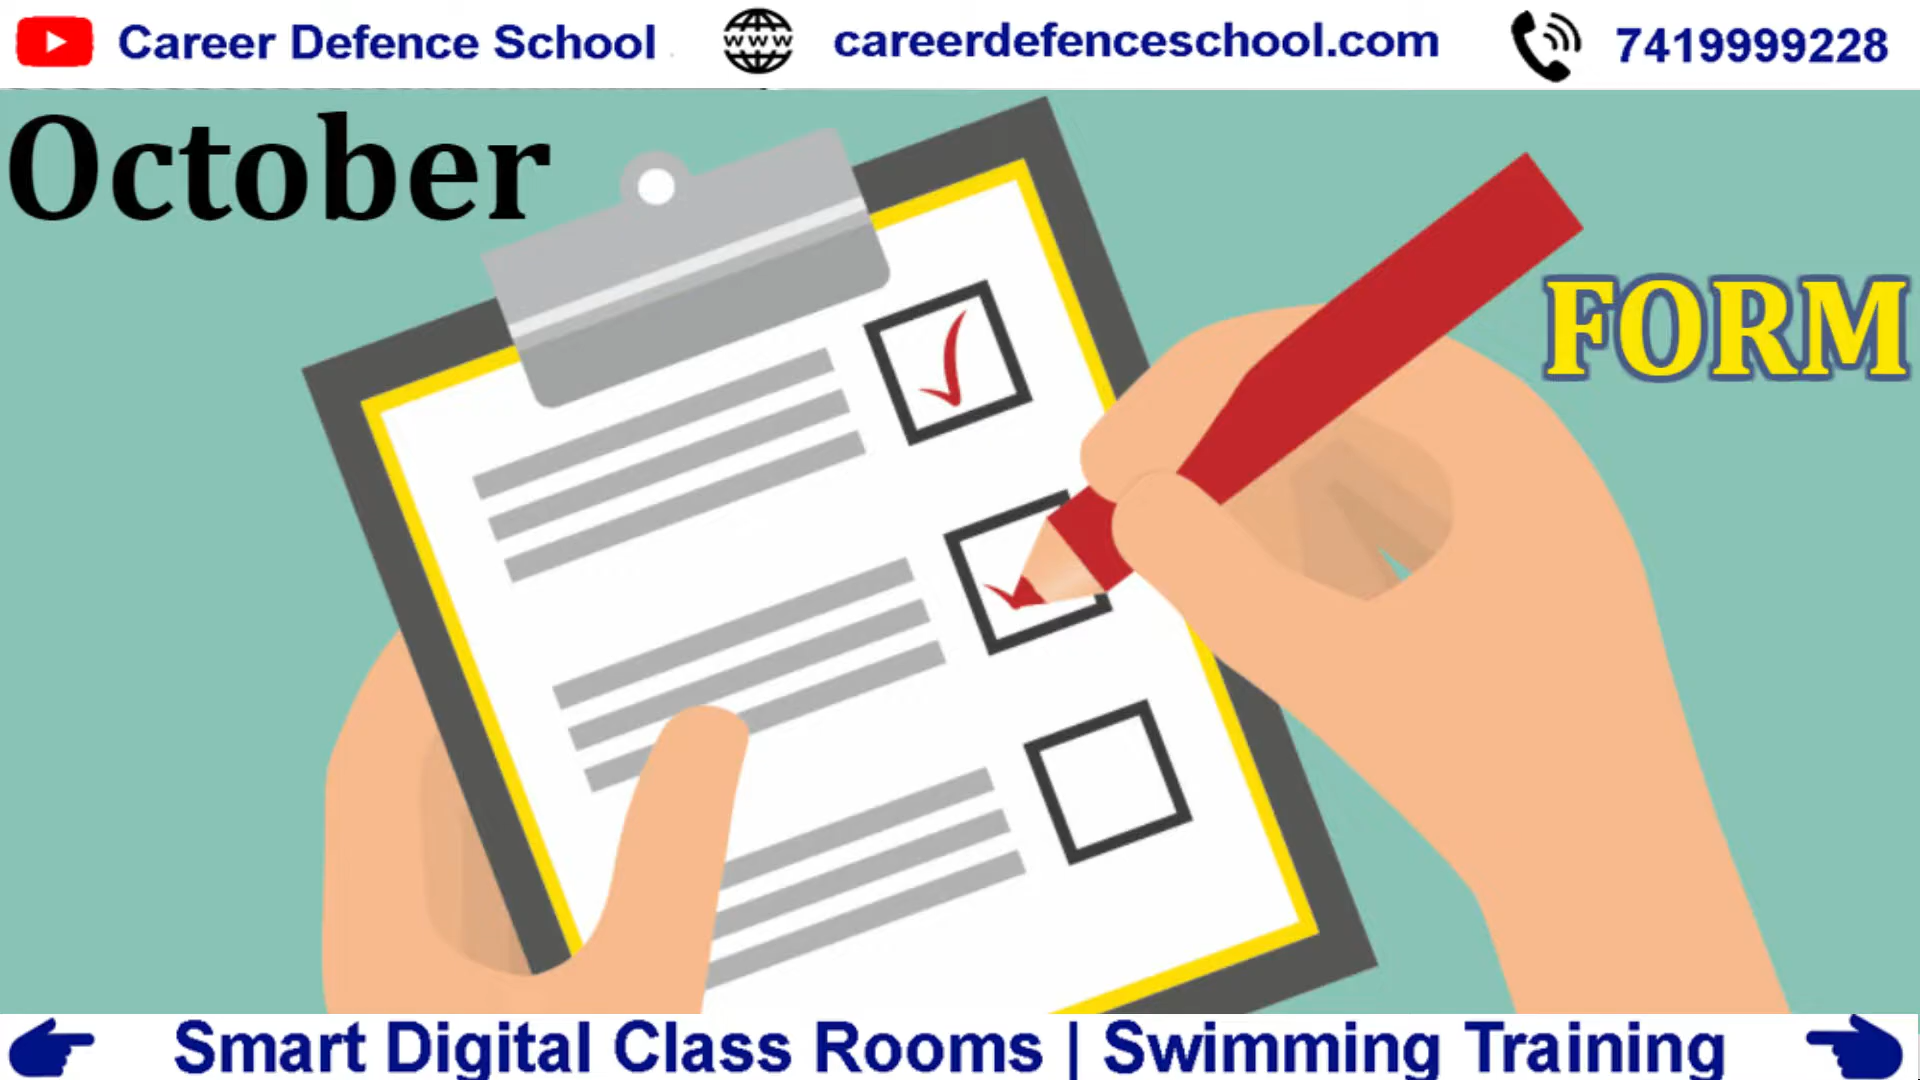 Career Defence School
www
careerdefenceschool.com
7419999228
October
FORM
Smart Digital Class Rooms | Swimming Training